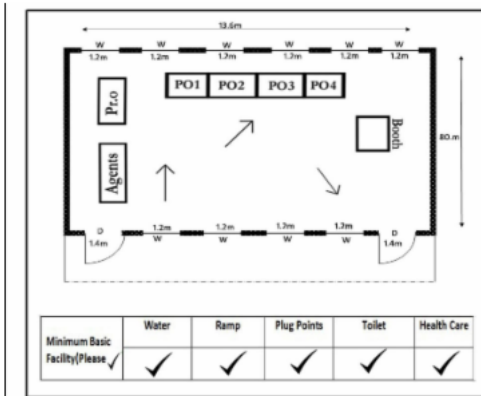 13.6m
W W W W W W
1.2m 1.2m 1.2m 1.2m 1.2m 1.2m
Pr.o
PO1 PO2 PO3 PO4
Booth
Agents
D 1.2m 1.2m 1.2m 1.2m D
1.4m W W W W 1.4m
Water Ramp Plug Points Toilet Health Care
Minimum Basic
Facility(Please ✓ ✓ ✓ ✓ ✓ ✓